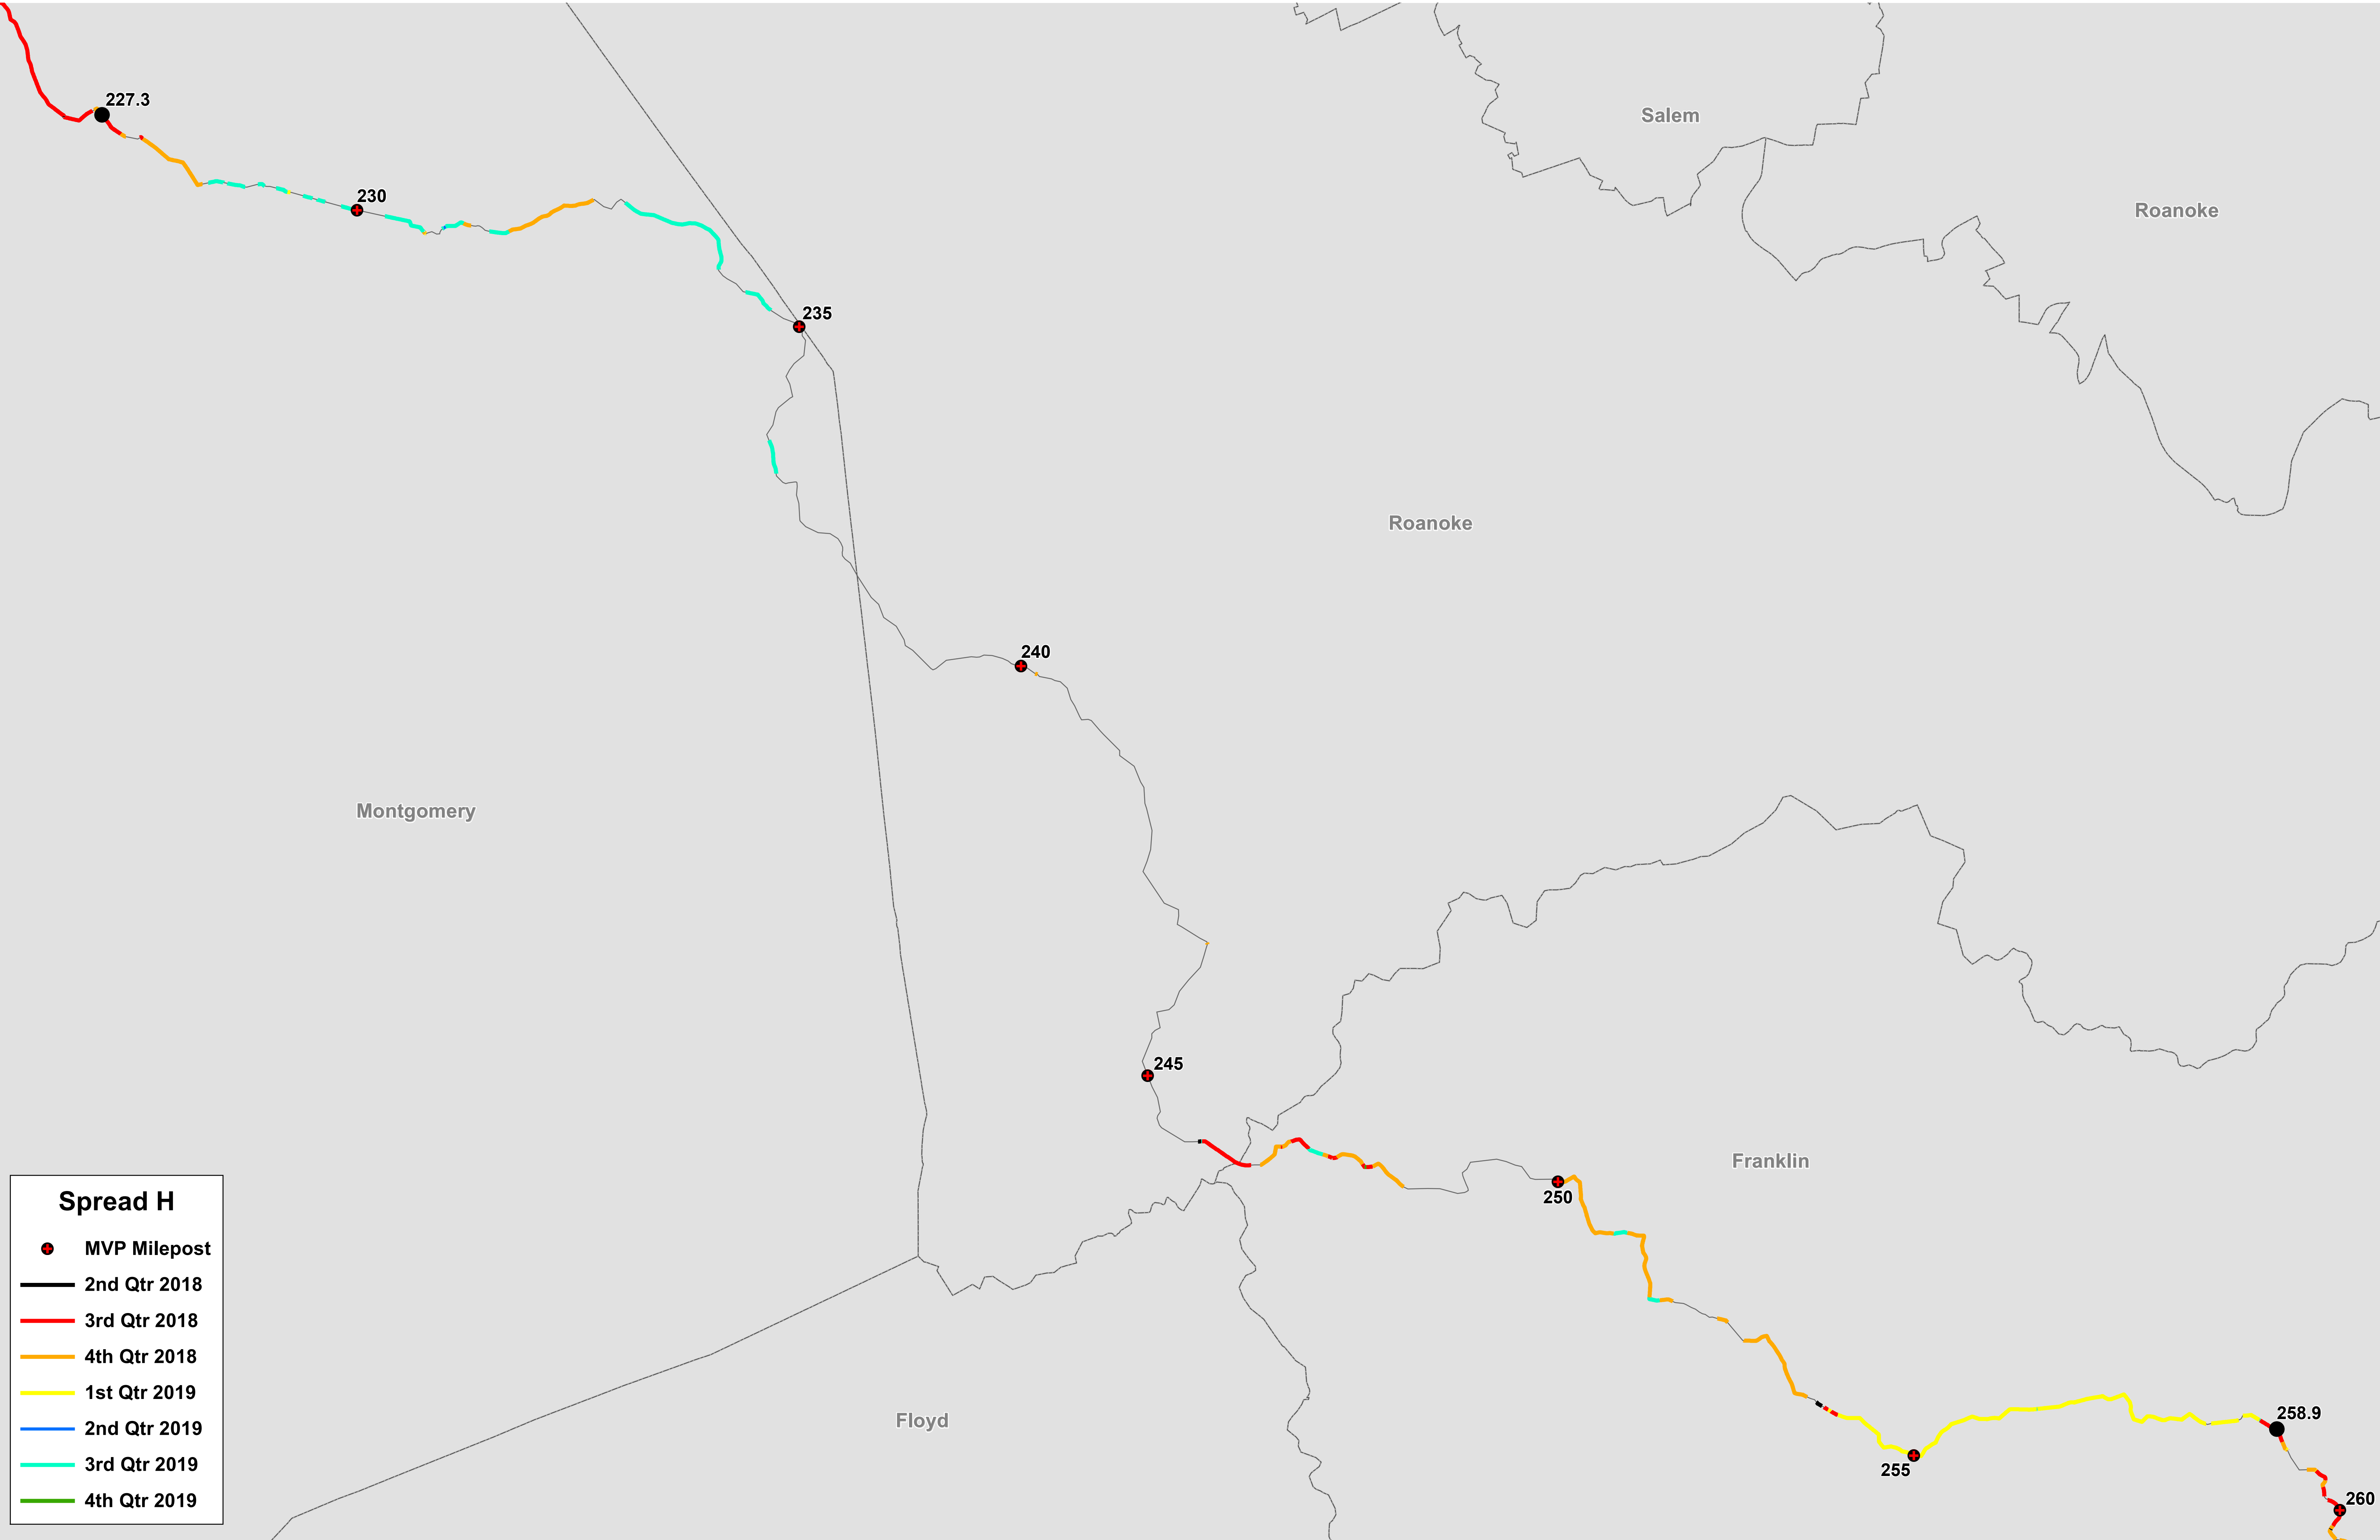 227.3
Salem
230
Roanoke
235
Roanoke
240
Montgomery
245
Franklin
250
Spread H
MVP Milepost
2nd Qtr 2018
3rd Qtr 2018
4th Qtr 2018
1st Qtr 2019
2nd Qtr 2019
3rd Qtr 2019
4th Qtr 2019
Floyd
258.9
255
260